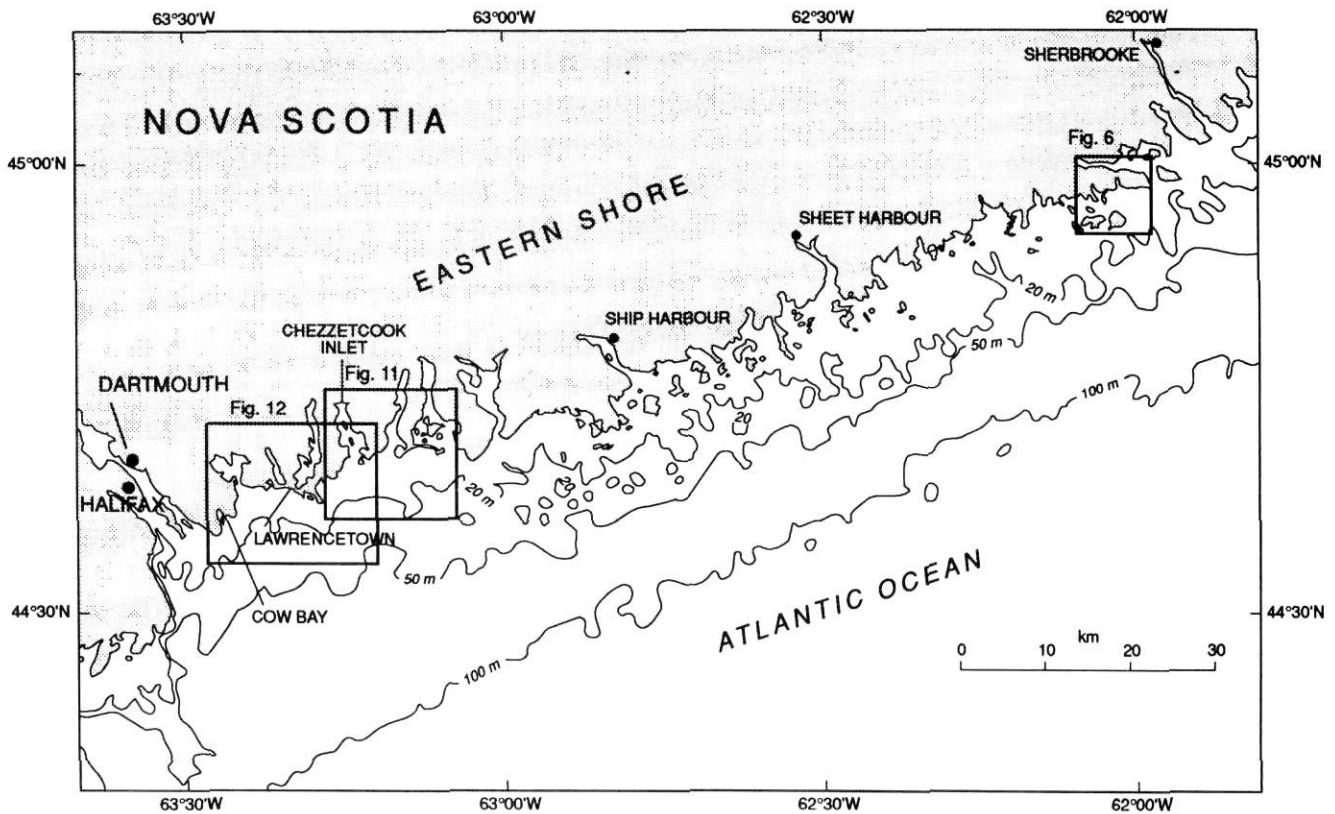 63°30'W
63°00'W
62°30'W
62°00'W
SHERBROOKE
NOVA SCOTIA
Fig. 6
45°00'N
45°00'N
EASTERN SHORE
SHEET HARBOUR
20 m
50 m
SHIP HARBOUR
CHEZZETCOOK
INLET
100 m
Fig. 11
DARTMOUTH
Fig. 12
20
20 m
20
HALIFAX
LAWRENCETOWN
50 m
ATLANTIC OCEAN
COW BAY
44°30'N
44°30'N
km
0 10 20 30
100 m
63°30'W
63°00'W
62°30'W
62°00'W